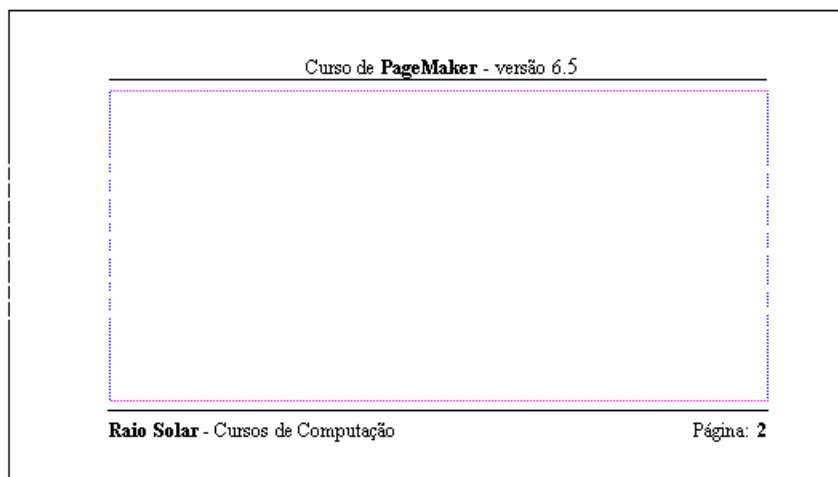 Curso de PageMaker - versão 6.5
Raio Solar - Cursos de Computação Página: 2